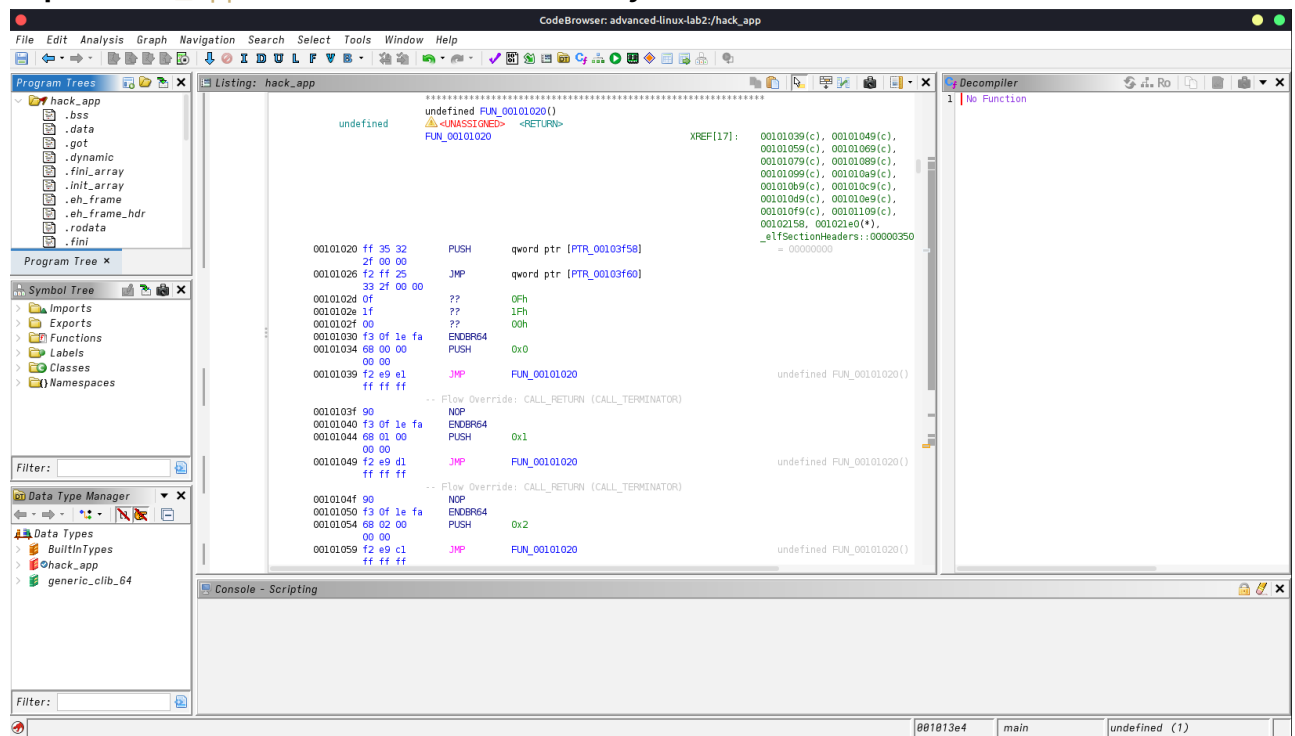 CodeBrowser: advanced-linux-lab2:/hack_app
File Edit Analysis Graph Navigation Search Select Tools Window Help
I D U L F V B
Program Trees
hack_app
.bss
.data
.got
.dynamic
.fini_array
.init_array
.eh_frame
.eh_frame_hdr
.rodata
.fini
Program Tree ×
Symbol Tree
Imports
Exports
Functions
Labels
Classes
Namespaces
Filter:
Data Type Manager
Data Types
BuiltInTypes
hack_app
generic_clib_64
Filter:
Listing: hack_app
undefined FUN_00101020()
undefined <UNASSIGNED> <RETURN>
FUN_00101020 XREF[17]: 00101039(c), 00101049(c),
00101059(c), 00101069(c),
00101079(c), 00101089(c),
00101099(c), 001010a9(c),
001010b9(c), 001010c9(c),
001010d9(c), 001010e9(c),
001010f9(c), 00101109(c),
00102158, 001021e0(*),
_elfSectionHeaders::00000350
00101020 ff 35 32 PUSH qword ptr [PTR_00103f58] = 00000000
2f 00 00
00101026 f2 ff 25 JMP qword ptr [PTR_00103f60]
33 2f 00 00
0010102d 0f ?? 0Fh
0010102e 1f ?? 1Fh
0010102f 00 ?? 00h
00101030 f3 0f 1e fa ENDBR64
00101034 68 00 00 PUSH 0x0
00 00
00101039 f2 e9 e1 JMP FUN_00101020 undefined FUN_00101020()
ff ff ff
-- Flow Override: CALL_RETURN (CALL_TERMINATOR)
0010103f 90 NOP
00101040 f3 0f 1e fa ENDBR64
00101044 68 01 00 PUSH 0x1
00 00
00101049 f2 e9 d1 JMP FUN_00101020 undefined FUN_00101020()
ff ff ff
-- Flow Override: CALL_RETURN (CALL_TERMINATOR)
0010104f 90 NOP
00101050 f3 0f 1e fa ENDBR64
00101054 68 02 00 PUSH 0x2
00 00
00101059 f2 e9 c1 JMP FUN_00101020 undefined FUN_00101020()
ff ff ff
Decompiler Ro
1 No Function
Console - Scripting
001013e4 main undefined (1)